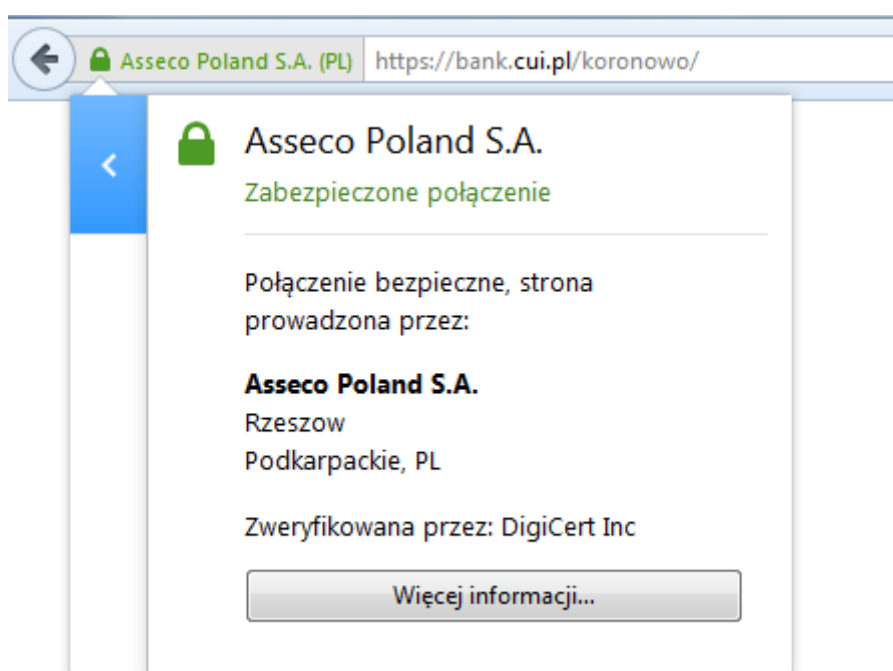 Asseco Poland S.A. (PL) https://bank.cui.pl/koronowo/
Asseco Poland S.A.
Zabezpieczone połączenie
Połączenie bezpieczne, strona
prowadzona przez:
Asseco Poland S.A.
Rzeszow
Podkarpackie, PL
Zweryfikowana przez: DigiCert Inc
Więcej informacji...